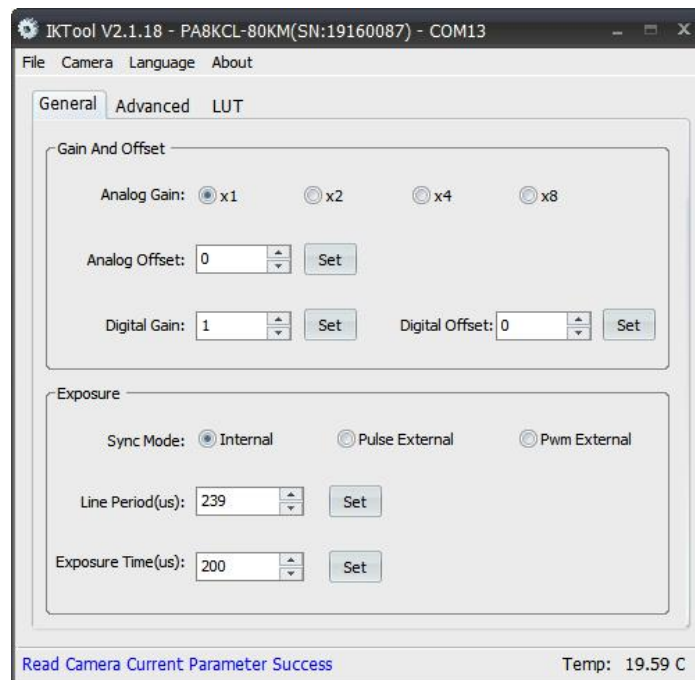 IKTool V2.1.18 - PA8KCL-80KM(SN:19160087) - COM13
File Camera Language About
General Advanced LUT
Gain And Offset
Analog Gain: x1 x2 x4 x8
Analog Offset: 0 Set
Digital Gain: 1 Set Digital Offset: 0 Set
Exposure
Sync Mode: Internal Pulse External Pwm External
Line Period(us): 239 Set
Exposure Time(us): 200 Set
Read Camera Current Parameter Success Temp: 19.59 C